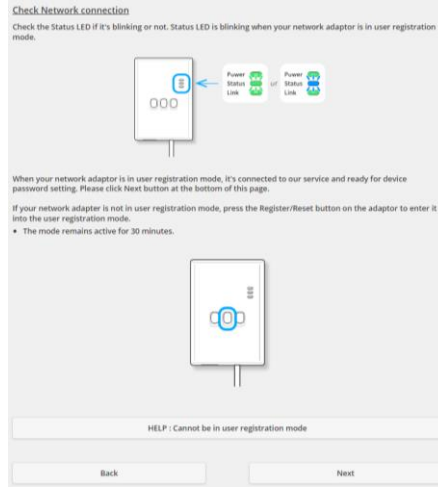 Check Network connection
Check the Status LED if it's blinking or not. Status LED is blinking when your network adaptor is in user registration
mode.
Power
Status
Link
or
Power
Status
Link
When your network adaptor is in user registration mode, it's connected to our service and ready for device
password setting. Please click Next button at the bottom of this page.
If your network adapter is not in user registration mode, press the Register/Reset button on the adaptor to enter it
into the user registration mode.
• The mode remains active for 30 minutes.
HELP : Cannot be in user registration mode
Back
Next